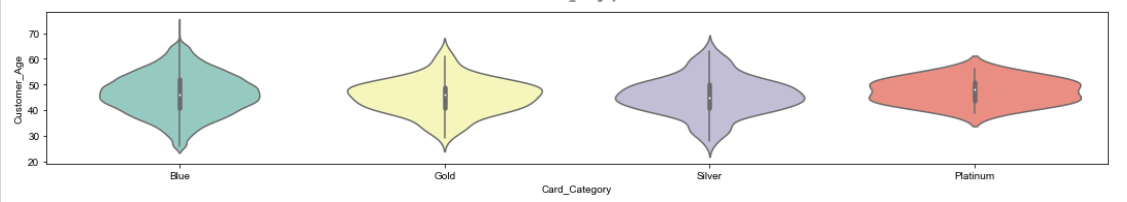 70
60
50
40
30
20
Customer_Age
Blue
Gold
Silver
Platinum
Card_Category